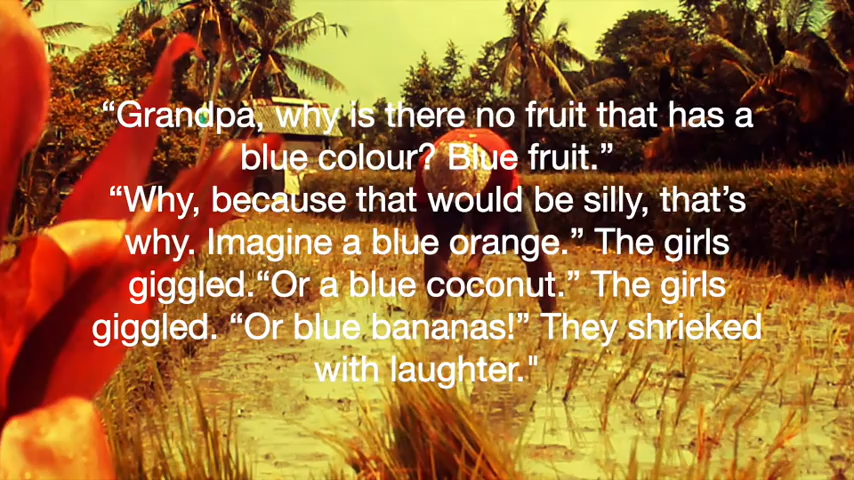 “Grandpa, why is there no fruit that has a
blue colour? Blue fruit.”
“Why, because that would be silly, that’s
why. Imagine a blue orange.” The girls
giggled.“Or a blue coconut.” The girls
giggled. “Or blue bananas!” They shrieked
with laughter."